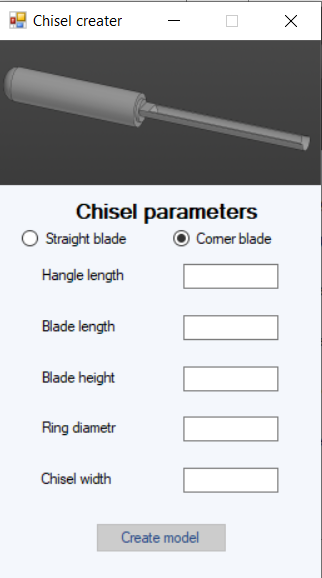 Chisel creater
Chisel parameters
Straight blade Corner blade
Hangle length
Blade length
Blade height
Ring diametr
Chisel width
Create model